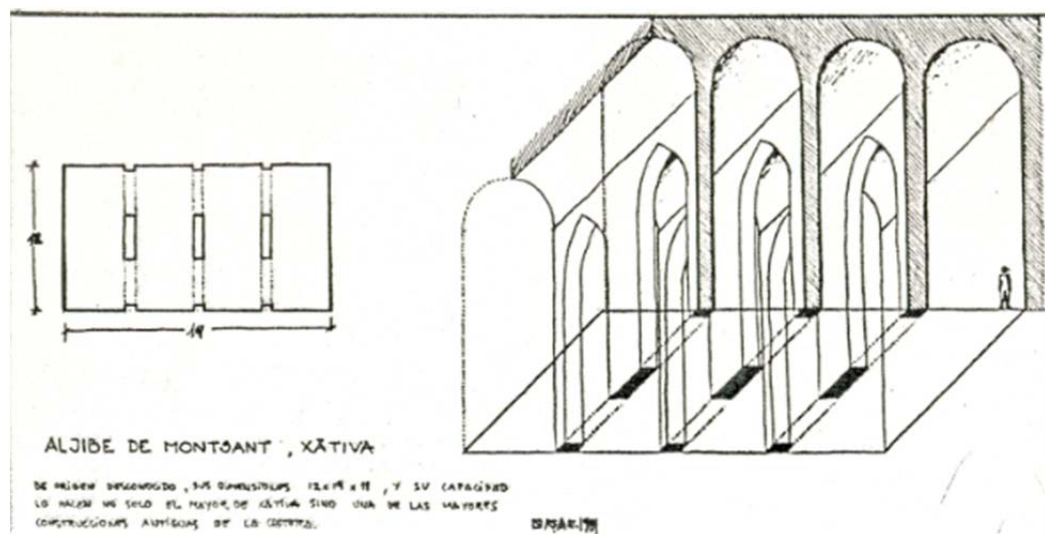 12
19
ALJIBE DE MONTSANT, XÀTIVA
DE ORIGEN DESCONOCIDO, SUS DIMENSIONES 12 x 19 x 11, Y SU CAPACIDAD
LO HACEN NO SOLO EL MAYOR DE XÀTIVA SINO UNA DE LAS MAYORES
CONSTRUCCIONES ANTIGUAS DE LA COSTERA.